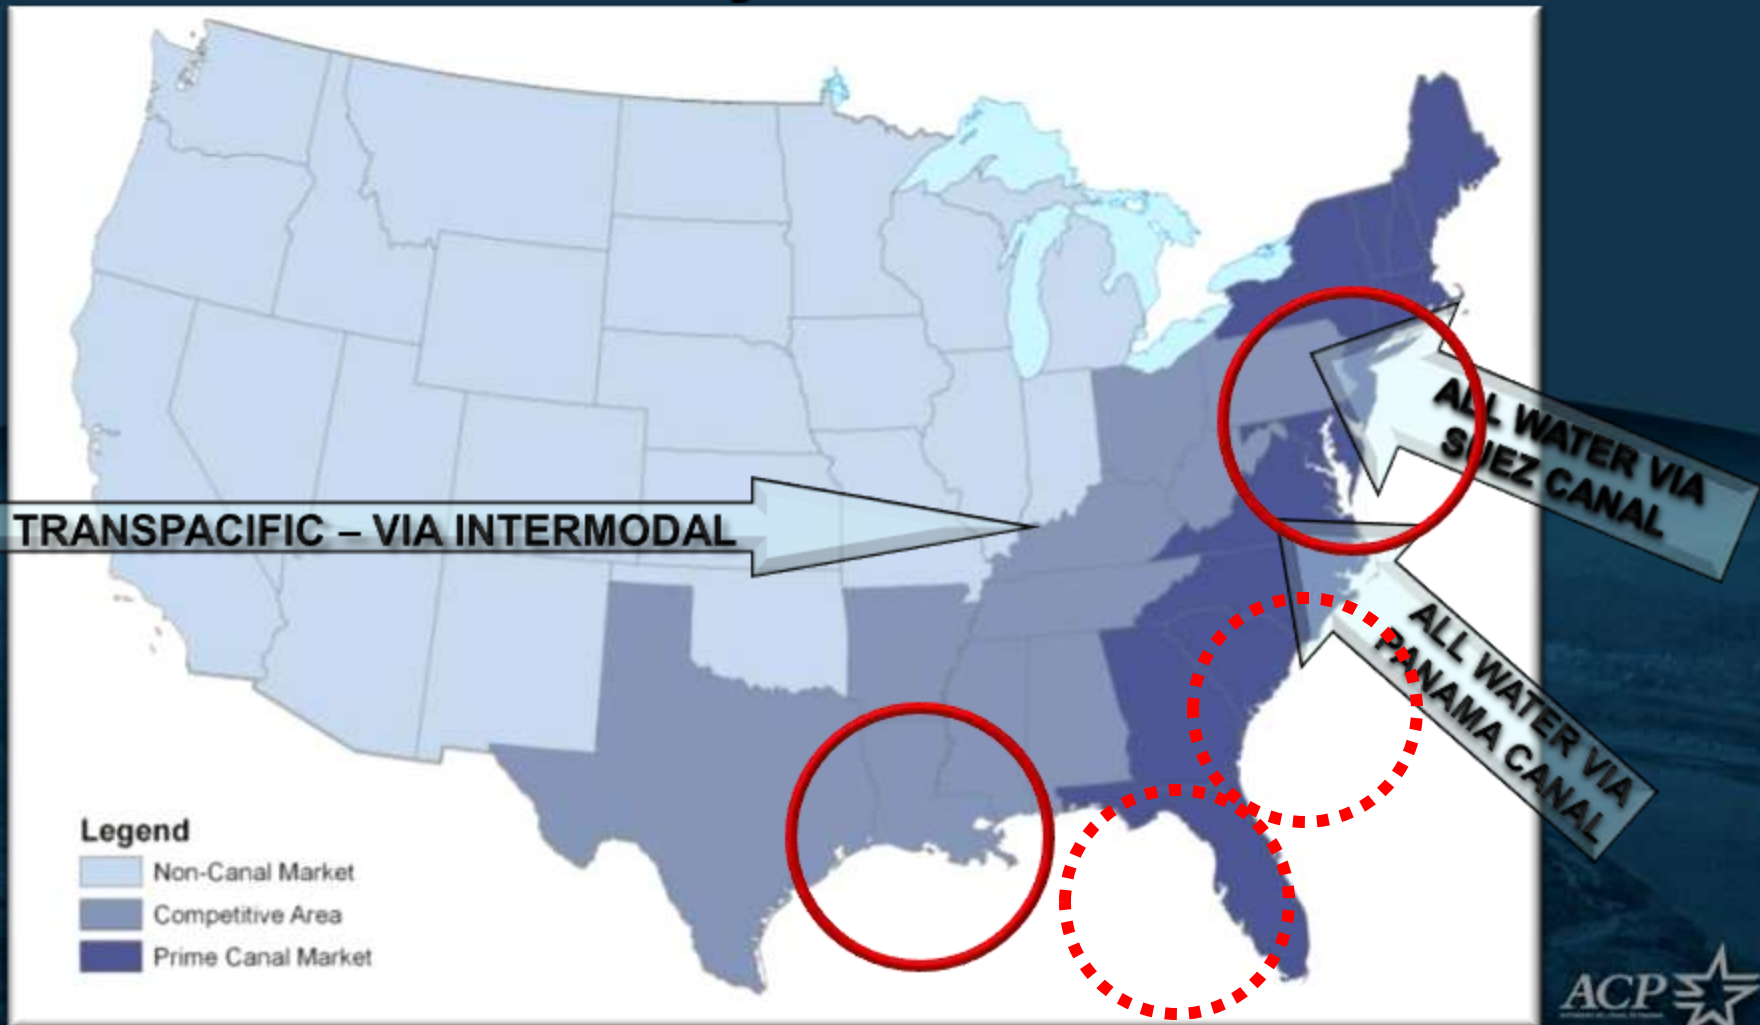 TRANSPACIFIC – VIA INTERMODAL
ALL WATER VIA
SUEZ CANAL
ALL WATER VIA
PANAMA CANAL
Legend
Non-Canal Market
Competitive Area
Prime Canal Market
ACP